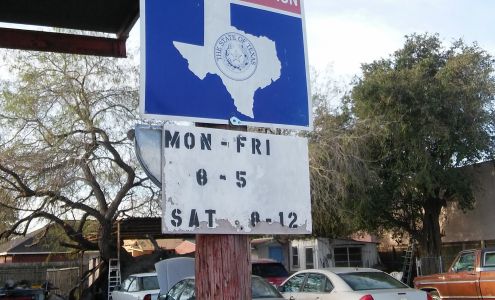 THE STATE OF TEXAS
MON-FRI
8-5
SAT 8-12